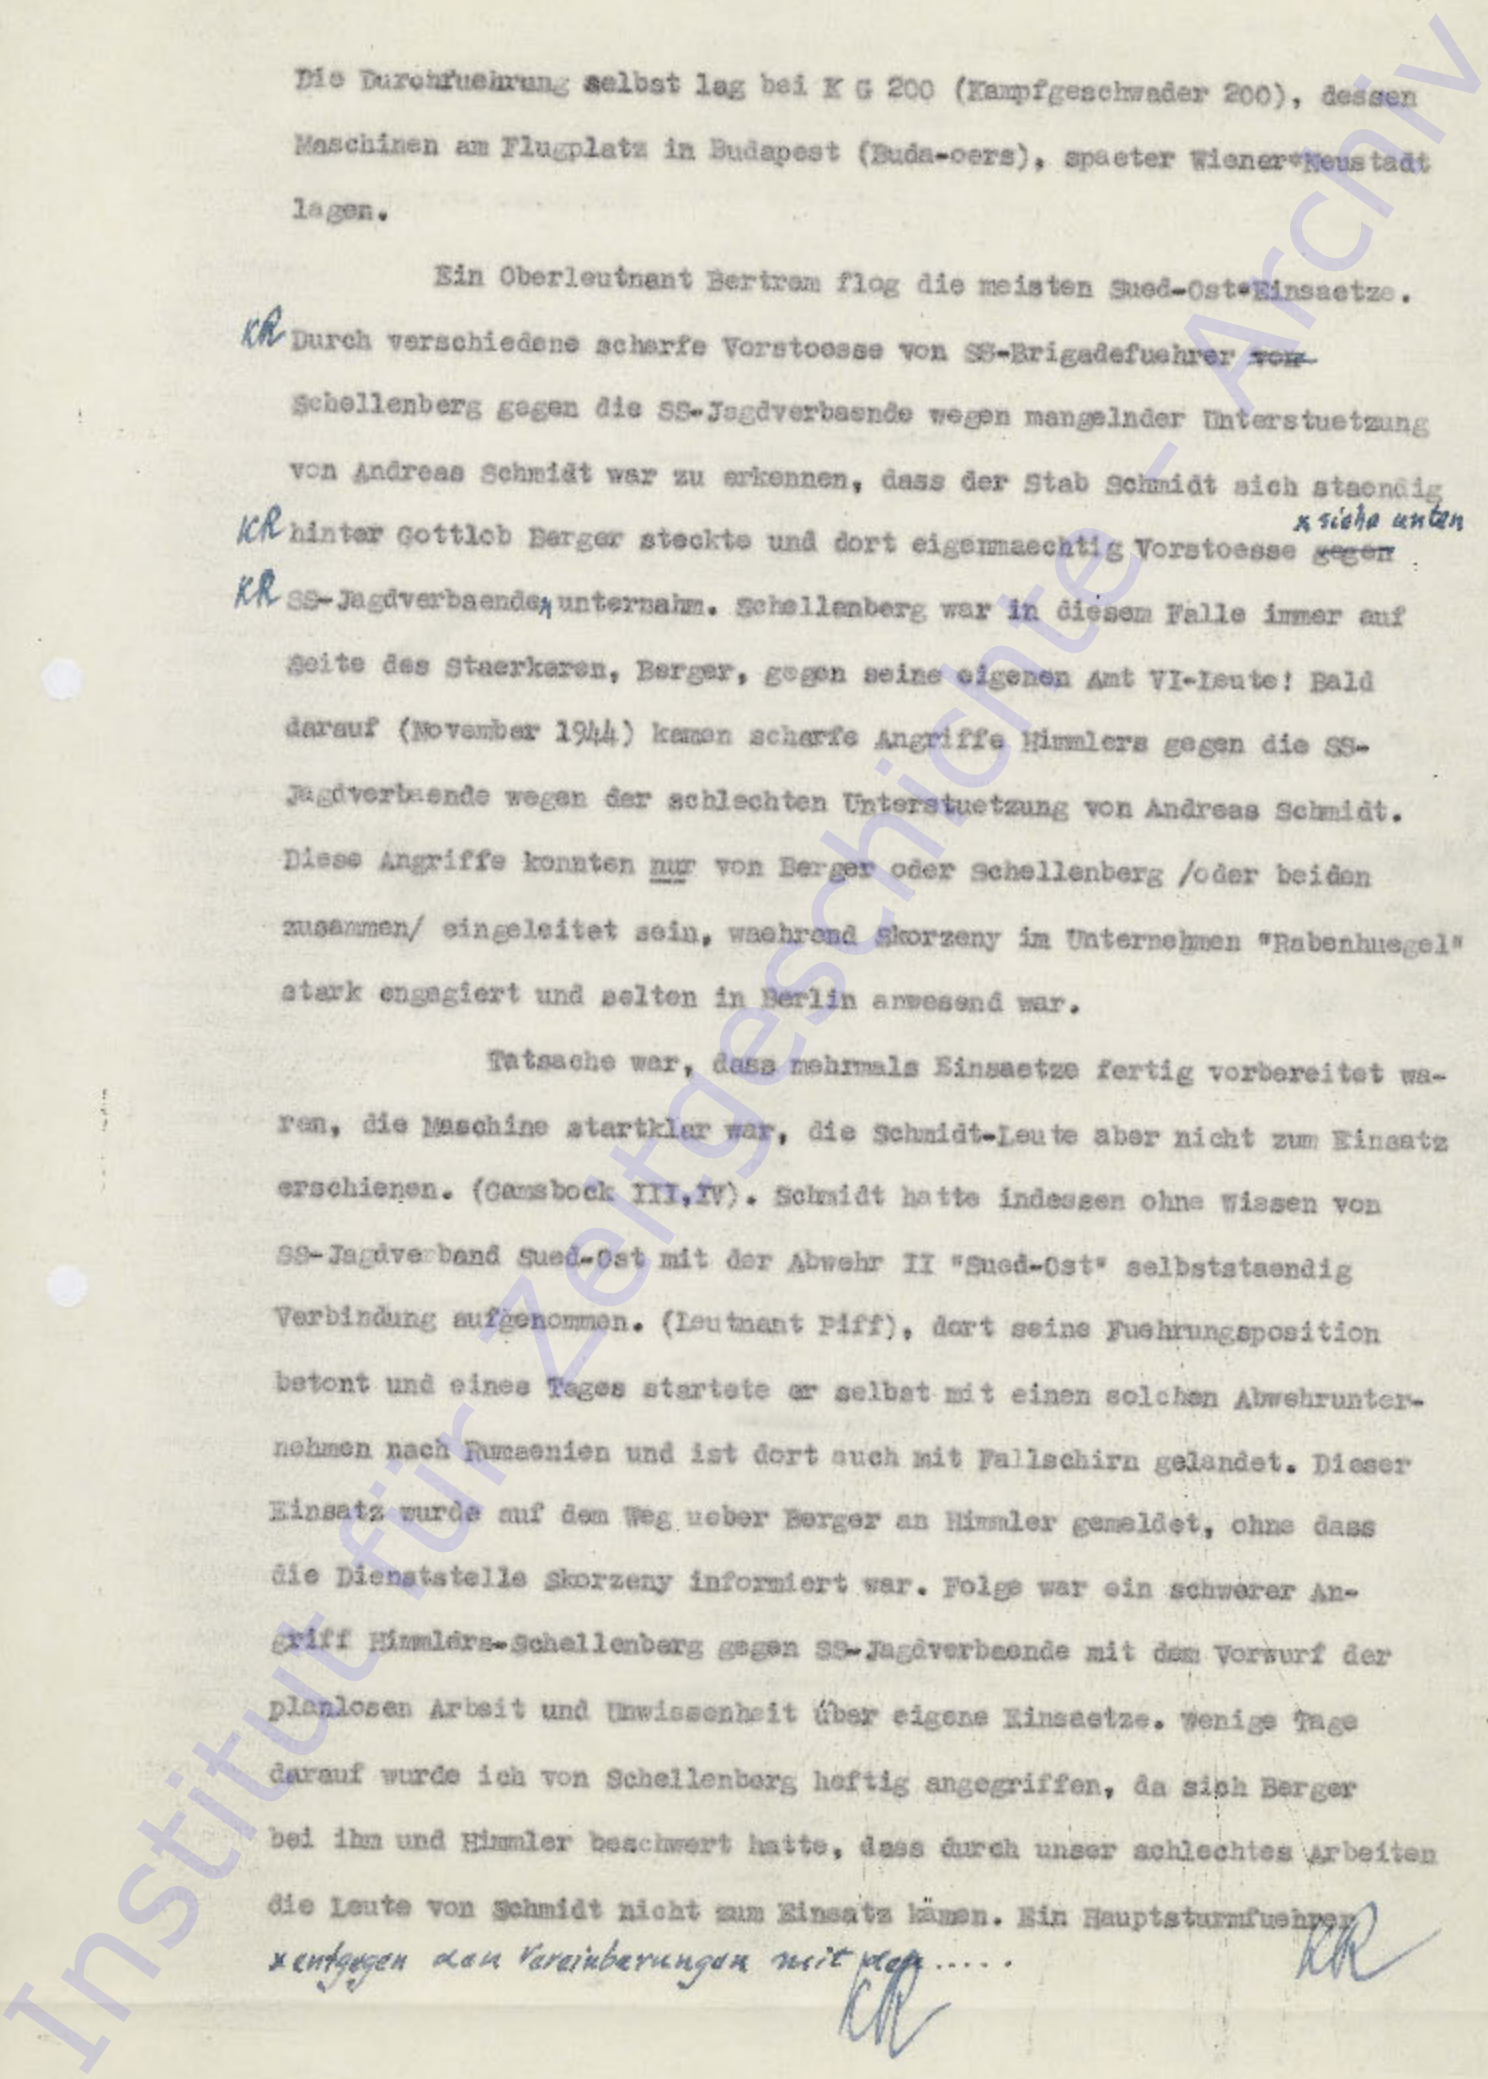 Die Durchfuehrung selbst lag bei K G 200 (Kampfgeschwader 200), dessen
Maschinen am Flugplatz in Budapest (Buda-oers), spaeter Wiener-Neustadt
lagen.
Ein Oberleutnant Bertram flog die meisten Sued-Ost-Einsaetze.
KR Durch verschiedene scharfe Vorstoesse von SS-Brigadefuehrer von
Schellenberg gegen die SS-Jagdverbaende wegen mangelnder Unterstuetzung
von Andreas Schmidt war zu erkennen, dass der Stab Schmidt sich staendig
x siehe unten
KR hinter Gottlob Berger steckte und dort eigenmaechtig Vorstoesse gegen
KR SS-Jagdverbaenden unternahm. Schellenberg war in diesem Falle immer auf
Seite des Staerkeren, Berger, gegen seine eigenen Amt VI-Leute! Bald
darauf (November 1944) kamen scharfe Angriffe Himmlers gegen die SS-
Jagdverbaende wegen der schlechten Unterstuetzung von Andreas Schmidt.
Diese Angriffe konnten nur von Berger oder Schellenberg /oder beiden
zusammen/ eingeleitet sein, waehrend Skorzeny im Unternehmen "Rabenhuegel"
stark engagiert und selten in Berlin anwesend war.
Tatsache war, dass mehrmals Einsaetze fertig vorbereitet wa-
ren, die Maschine startklar war, die Schmidt-Leute aber nicht zum Einsatz
erschienen. (Gamsbock III,IV). Schmidt hatte indessen ohne Wissen von
SS-Jagdverband Sued-Ost mit der Abwehr II "Sued-Ost" selbststaendig
Verbindung aufgenommen. (Leutnant Piff), dort seine Fuehrungsposition
betont und eines Tages startete er selbst mit einen solchen Abwehrunter-
nehmen nach Rumaenien und ist dort auch mit Fallschirn gelandet. Dieser
Einsatz wurde auf dem Weg ueber Berger an Himmler gemeldet, ohne dass
die Dienststelle Skorzeny informiert war. Folge war ein schwerer An-
griff Himmlers-Schellenberg gegen SS-Jagdverbaende mit dem Vorwurf der
planlosen Arbeit und Unwissenheit über eigene Einsaetze. Wenige Tage
darauf wurde ich von Schellenberg heftig angegriffen, da sich Berger
bei ihm und Himmler beschwert hatte, dass durch unser schlechtes Arbeiten
die Leute von Schmidt nicht zum Einsatz kämen. Ein Hauptsturmfuehrer
x entgegen den Vereinbarungen mit den ..... KR
KR
Institut für Zeitgeschichte - Archiv